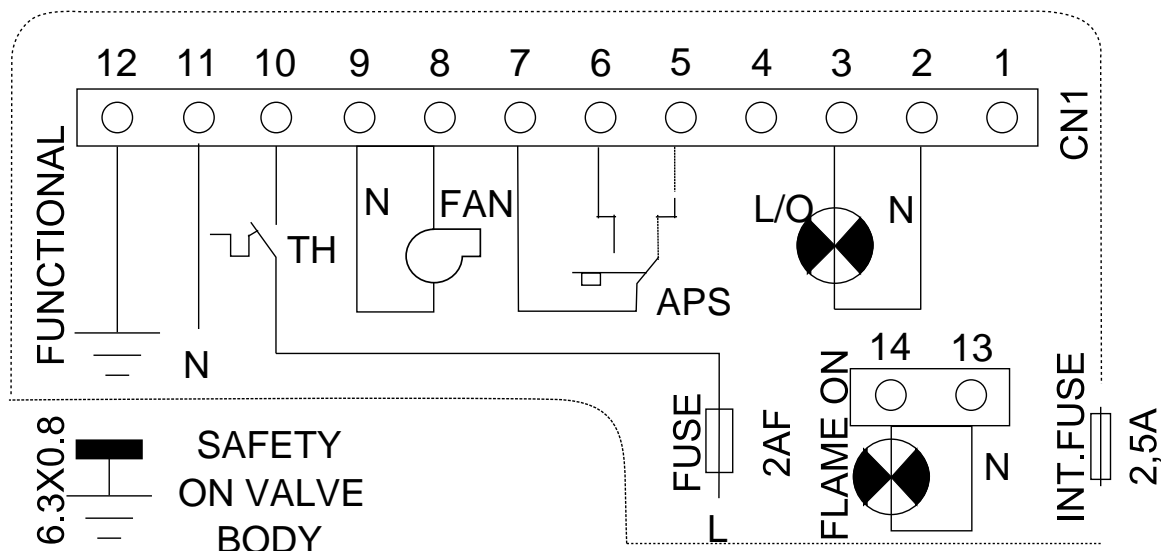 12 11 10 9 8 7 6 5 4 3 2 1
CN1
FUNCTIONAL
N FAN
L/O N
TH
APS
N
14 13
FLAME ON
N
INT.FUSE
2,5A
FUSE
2AF
L
6.3X0.8
SAFETY
ON VALVE
BODY